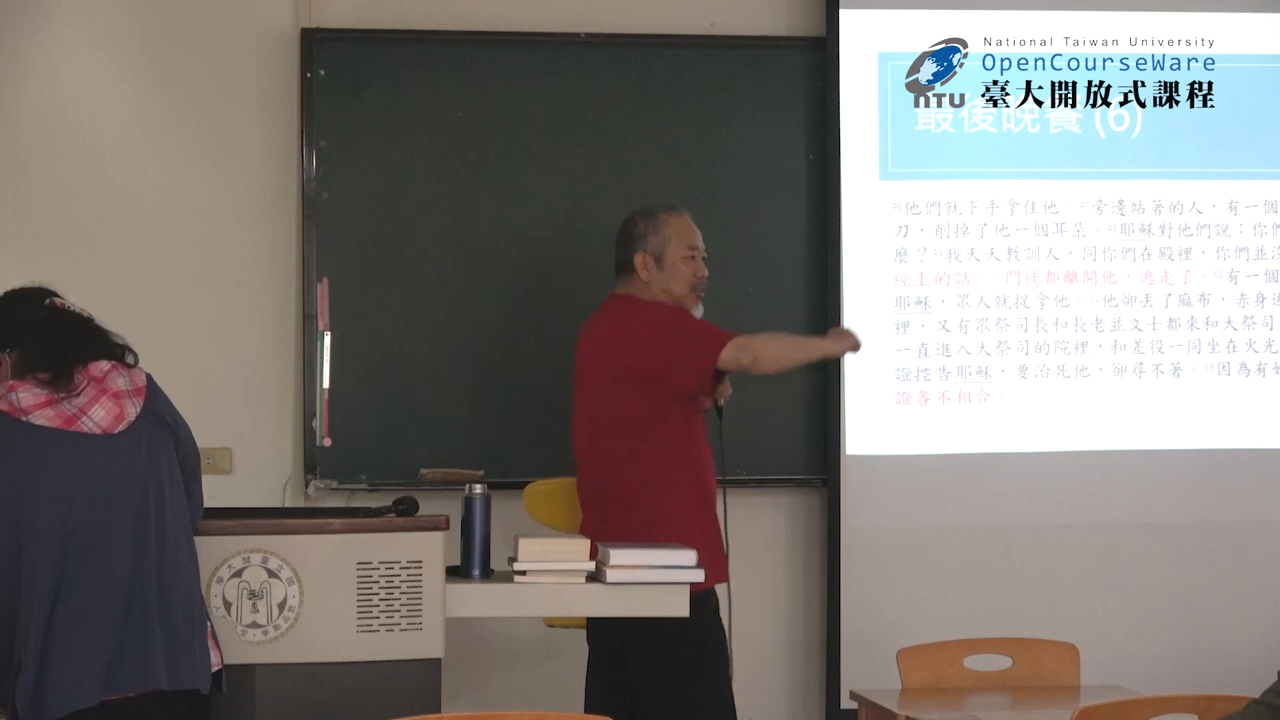 National Taiwan University
OpenCourseWare
NTU 臺大開放式課程
最後晚餐 (6)
他們就下手拿住他。旁邊站著的人，有一個
刀，削掉了他一個耳朵。耶穌對他們說：你們
麼？我天天教訓人，同你們在殿裡，你們並沒
經上的話。門徒都離開他，逃走了。有一個
耶穌，眾人就捉拿他。他卻丟了麻布，赤身逃
裡，又有眾祭司長和長老並文士都來和大祭司
一直進入大祭司的院裡，和差役一同坐在火光
證控告耶穌，要治死他，卻尋不著。55因為有好
證各不相合。